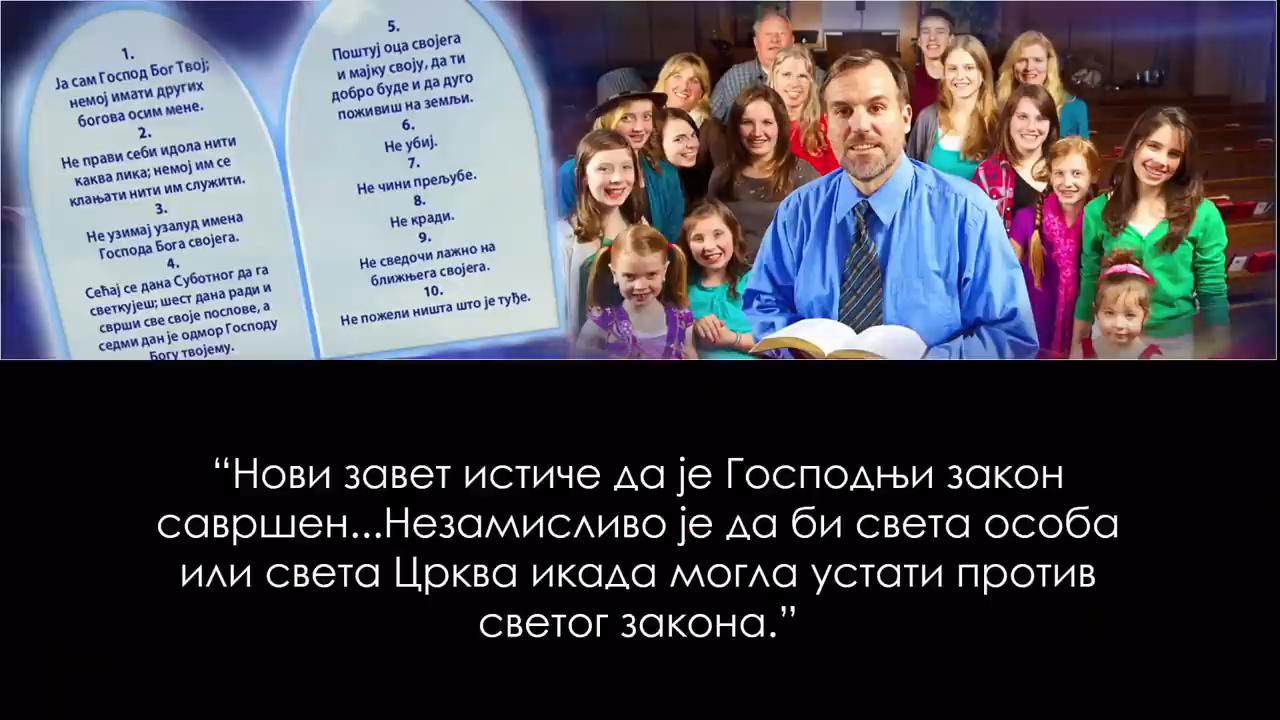 1.
Ја сам Господ Бог Твој;
немој имати других
богова осим мене.
2.
Не прави себи идола нити
каква лика; немој им се
клањати нити им служити.
3.
Не узимај узалуд имена
Господа Бога својега.
4.
Сећај се дана Суботног да га
светкујеш; шест дана ради и
сврши све своје послове, а
седми дан је одмор Господу
Богу твојему.
5.
Поштуј оца својега
и мајку своју, да ти
добро буде и да дуго
поживиш на земљи.
6.
Не убиј.
7.
Не чини прељубе.
8.
Не кради.
9.
Не сведочи лажно на
ближњега својега.
10.
Не пожели ништа што је туђе.
“Нови завет истиче да је Господњи закон
савршен...Незамисливо је да би света особа
или света Црква икада могла устати против
светог закона.”